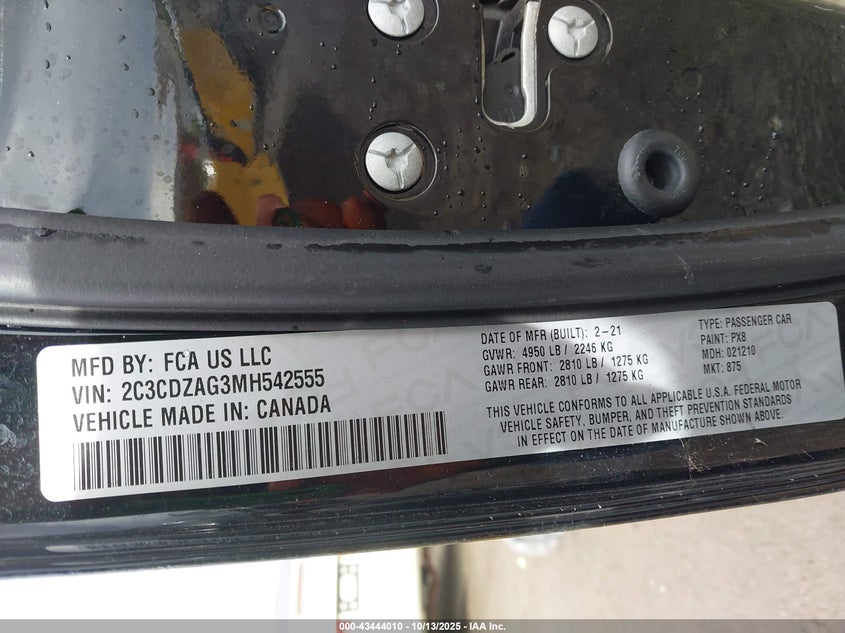 MFD BY: FCA US LLC
VIN: 2C3CDZAG3MH542555
VEHICLE MADE IN: CANADA
DATE OF MFR (BUILT): 2-21
GVWR: 4950 LB / 2246 KG
GAWR FRONT: 2810 LB / 1275 KG
GAWR REAR: 2810 LB / 1275 KG
TYPE: PASSENGER CAR
PAINT: PX8
MDH: 021210
MKT: 875
THIS VEHICLE CONFORMS TO ALL APPLICABLE U.S.A. FEDERAL MOTOR
VEHICLE SAFETY, BUMPER, AND THEFT PREVENTION STANDARDS
IN EFFECT ON THE DATE OF MANUFACTURE SHOWN ABOVE.
000-43444010 - 10/13/2025 - IAA Inc.